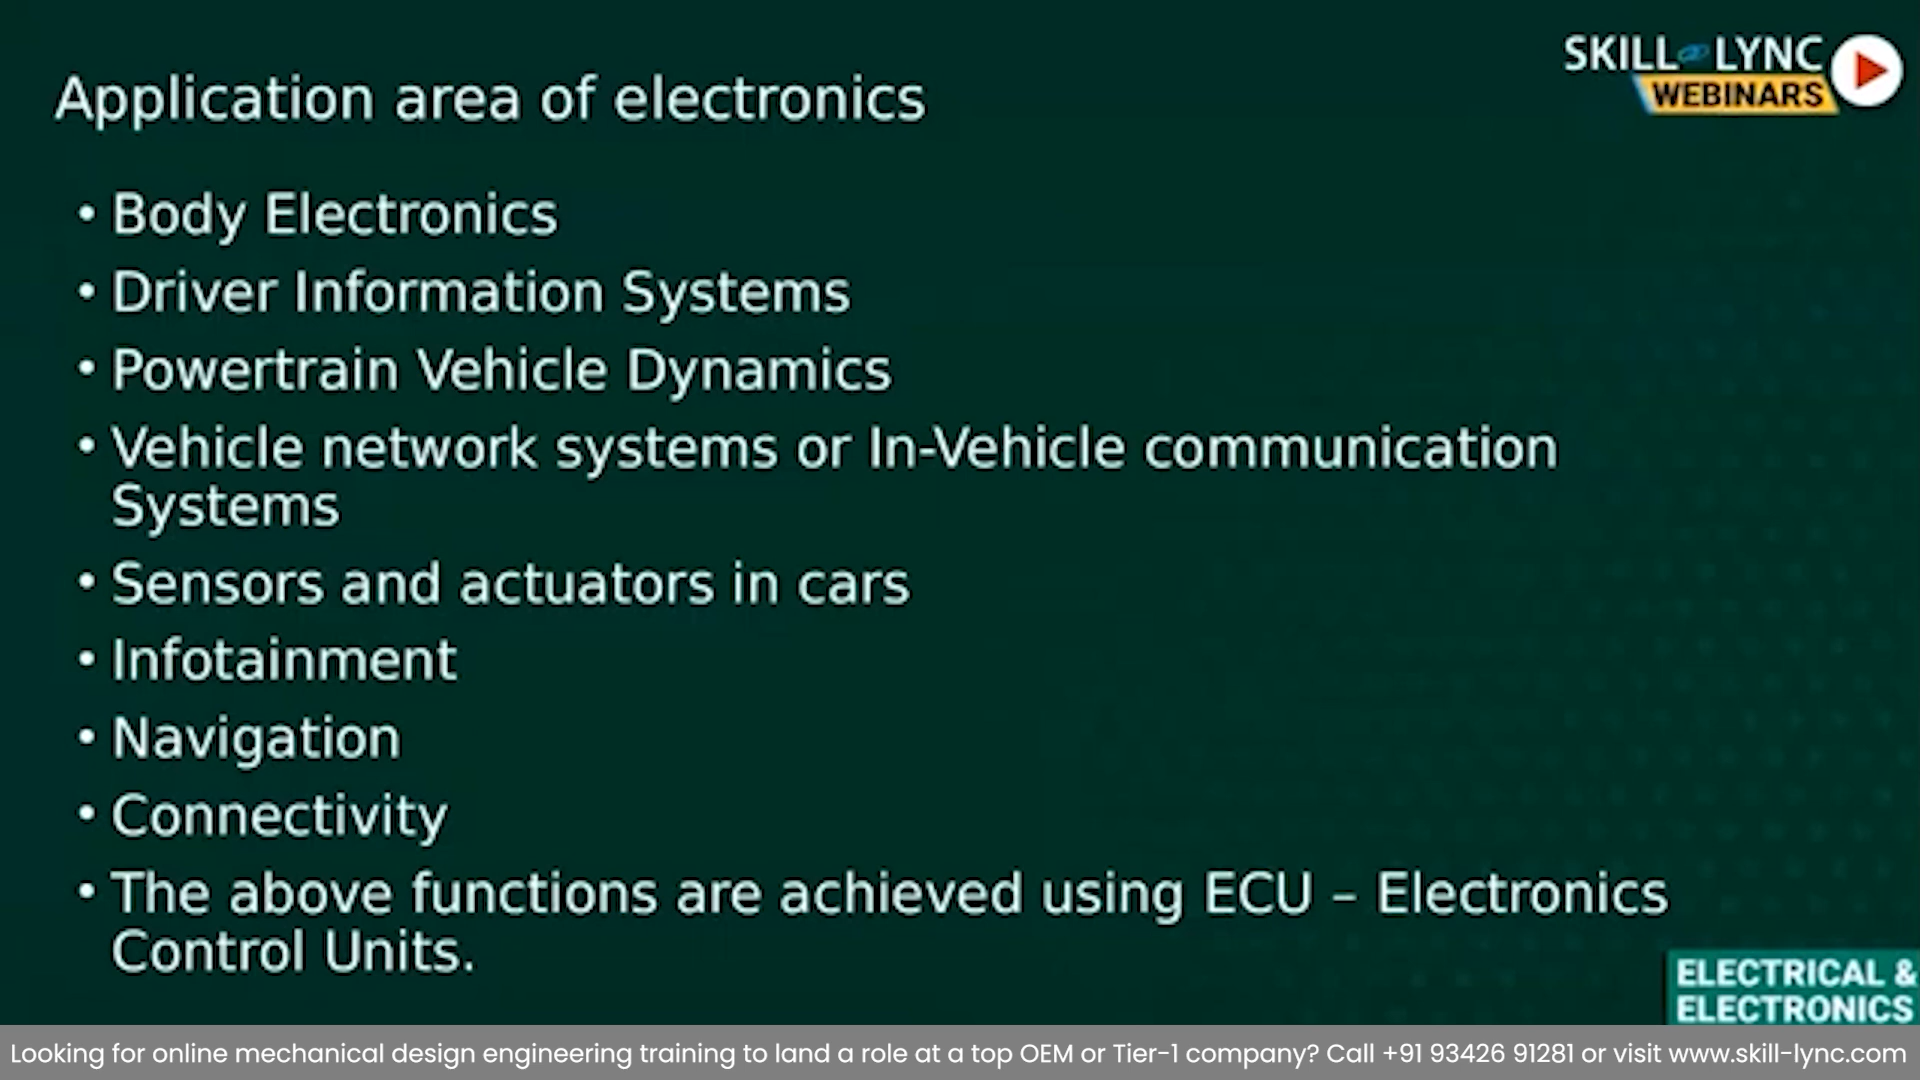 SKILL LYNC
WEBINARS
Application area of electronics
• Body Electronics
• Driver Information Systems
• Powertrain Vehicle Dynamics
• Vehicle network systems or In-Vehicle communication
Systems
• Sensors and actuators in cars
• Infotainment
• Navigation
• Connectivity
• The above functions are achieved using ECU – Electronics
Control Units.
ELECTRICAL &
ELECTRONICS
Looking for online mechanical design engineering training to land a role at a top OEM or Tier-1 company? Call +91 93426 91281 or visit www.skill-lync.com